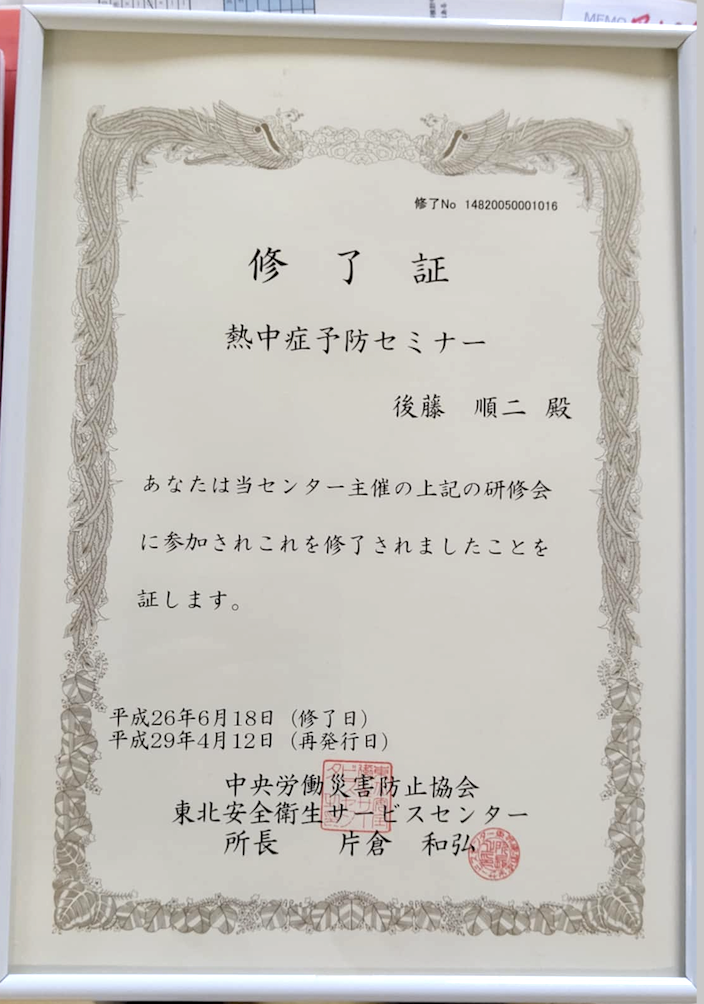 MEMO
修了No 14820050001016
修 了 証
熱中症予防セミナー
後藤 順二 殿
あなたは当センター主催の上記の研修会
に参加されこれを修了されましたことを
証します。
平成26年6月18日（修了日）
平成29年4月12日（再発行日）
中央労働災害防止協会
東北安全衛生サービスセンター
所長 片倉 和弘